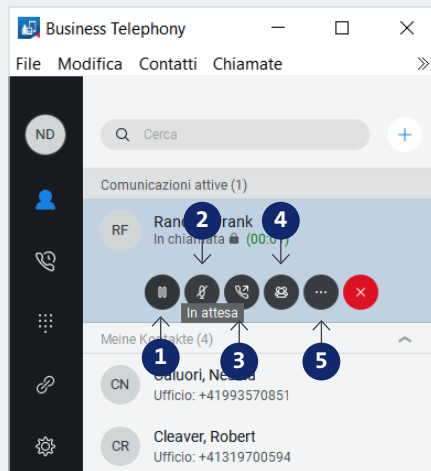 Business Telephony
File Modifica Contatti Chiamate
ND
Cerca
Comunicazioni attive (1)
RF
2
4
In chiamata
In attesa
Meine Kontakte (4)
1
3
5
CN
Ufficio: +41993570851
CR
Cleaver, Robert
Ufficio: +41319700594